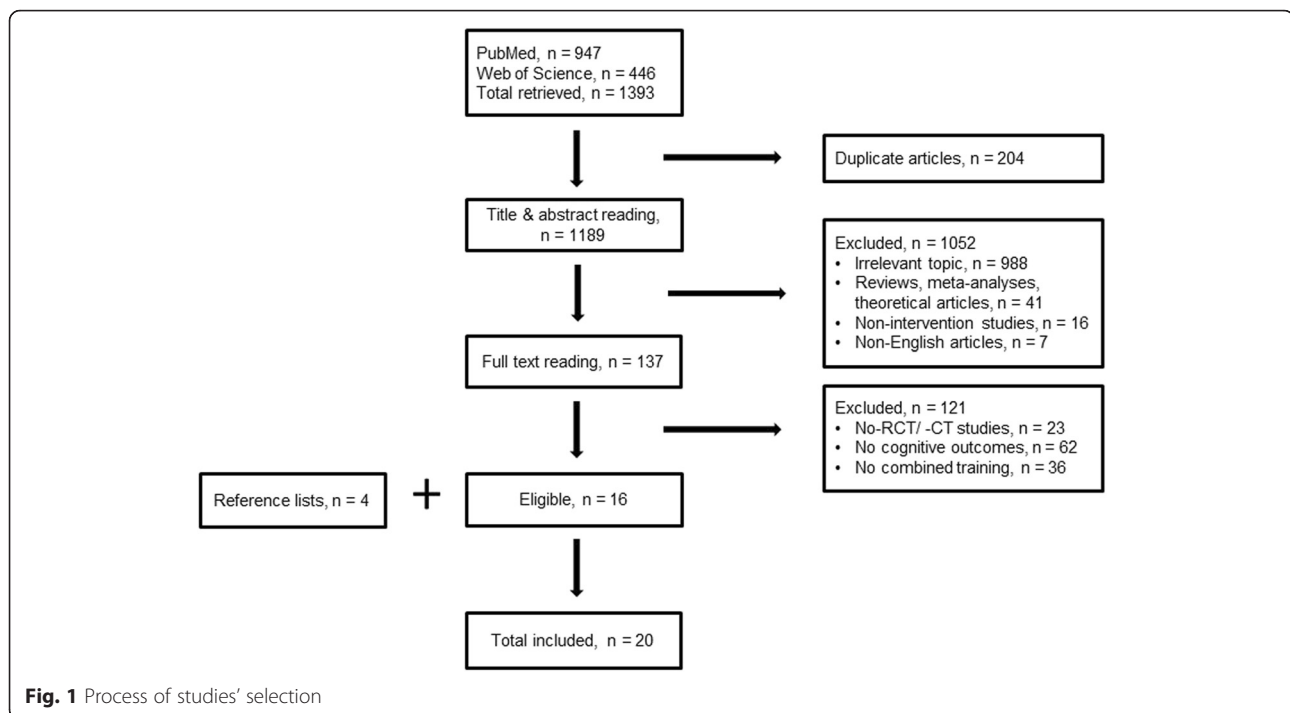 PubMed, n = 947
Web of Science, n = 446
Total retrieved, n = 1393
Duplicate articles, n = 204
Title & abstract reading,
n = 1189
Excluded, n = 1052
• Irrelevant topic, n = 988
• Reviews, meta-analyses,
theoretical articles, n = 41
• Non-intervention studies, n = 16
• Non-English articles, n = 7
Full text reading, n = 137
Excluded, n = 121
• No-RCT/ -CT studies, n = 23
• No cognitive outcomes, n = 62
• No combined training, n = 36
Reference lists, n = 4
+
Eligible, n = 16
Total included, n = 20
Fig. 1 Process of studies' selection